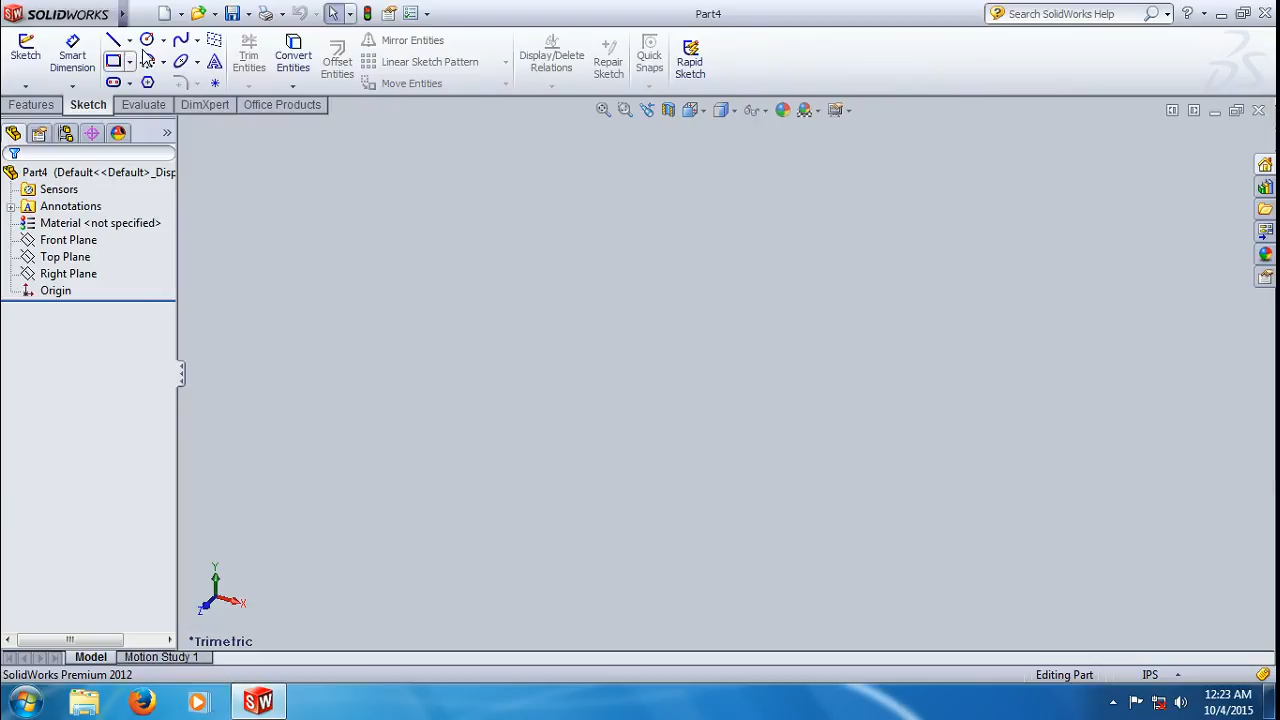 SOLIDWORKS
Part4
Search SolidWorks Help
Sketch
Smart Dimension
Trim Entities
Convert Entities
Offset Entities
Mirror Entities
Linear Sketch Pattern
Move Entities
Display/Delete Relations
Repair Sketch
Quick Snaps
Rapid Sketch
Features
Sketch
Evaluate
DimXpert
Office Products
Part4 (Default<<Default>_Disp
Sensors
A Annotations
Material <not specified>
Front Plane
Top Plane
Right Plane
Origin
Y
X
Z
*Trimetric
Model
Motion Study 1
SolidWorks Premium 2012
Editing Part
IPS
12:23 AM
10/4/2015